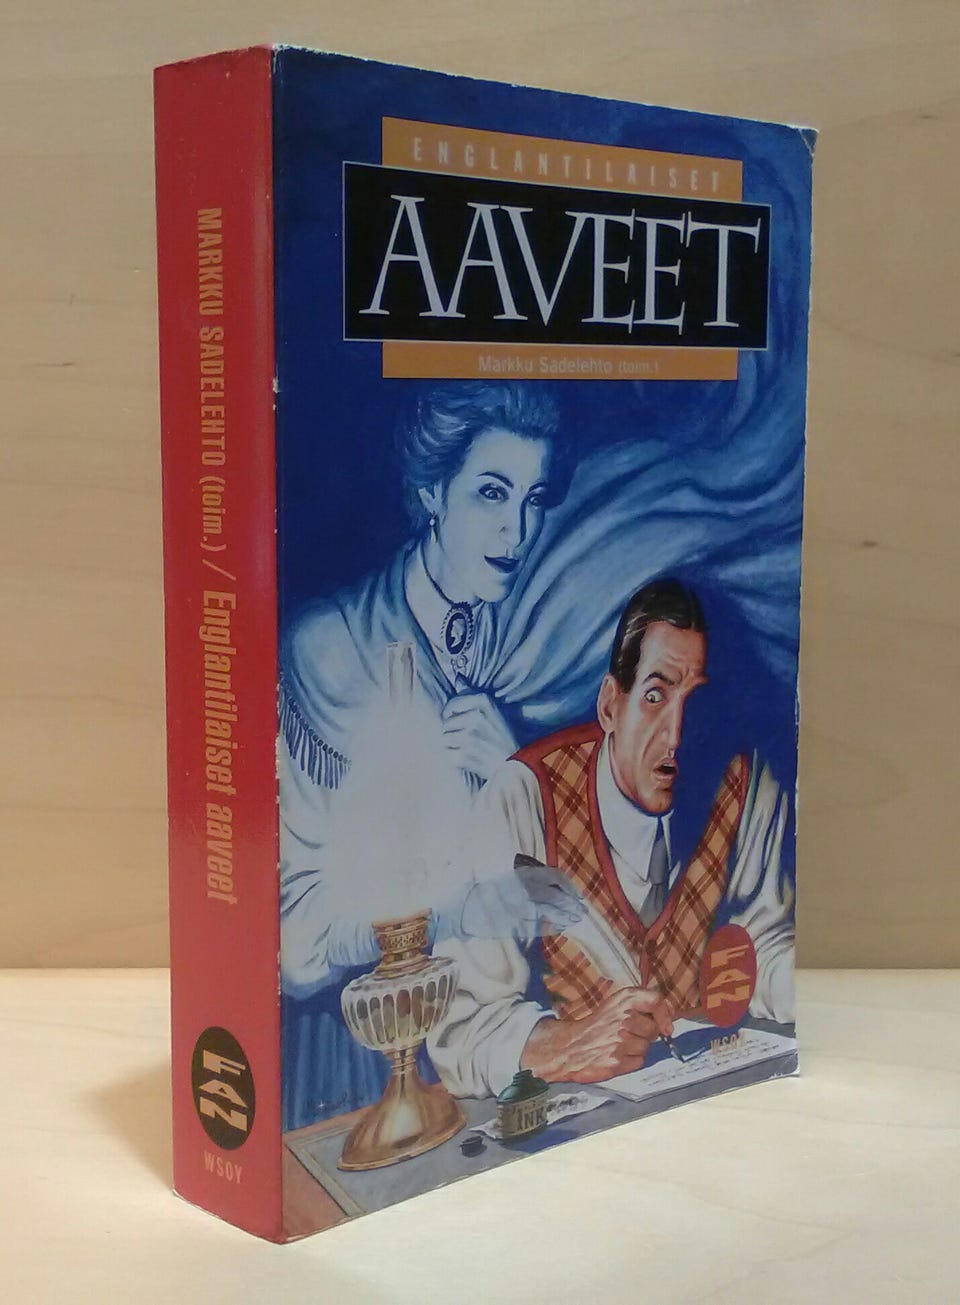 ENGLANTILAISET
AAVEET
Markku Sadelehto (toim.)
FAN
WSOY
INK
MARKKU SADELEHTO (toim.) / Englantilaiset aaveet
FAN
WSOY